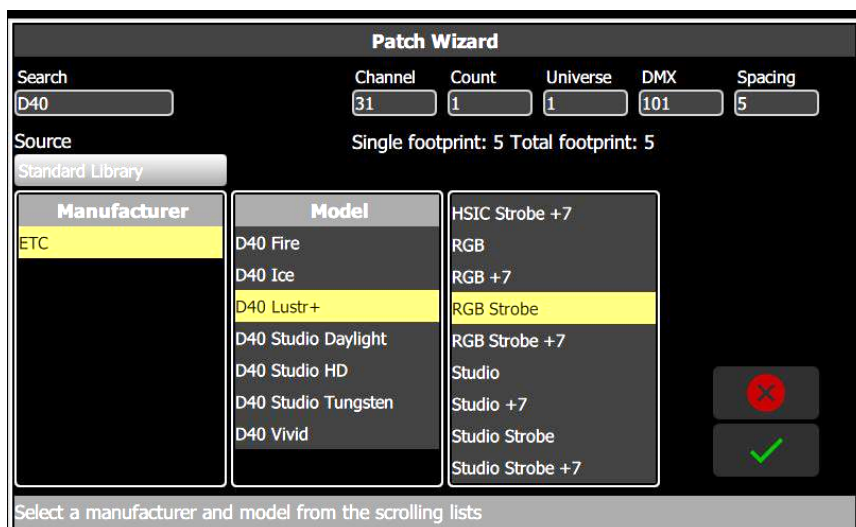 Patch Wizard
Search Channel Count Universe DMX Spacing
D40 31 1 1 101 5
Source Single footprint: 5 Total footprint: 5
Standard Library
Manufacturer
ETC
Model
D40 Fire
D40 Ice
D40 Lustr+
D40 Studio Daylight
D40 Studio HD
D40 Studio Tungsten
D40 Vivid
HSIC Strobe +7
RGB
RGB +7
RGB Strobe
RGB Strobe +7
Studio
Studio +7
Studio Strobe
Studio Strobe +7
Select a manufacturer and model from the scrolling lists